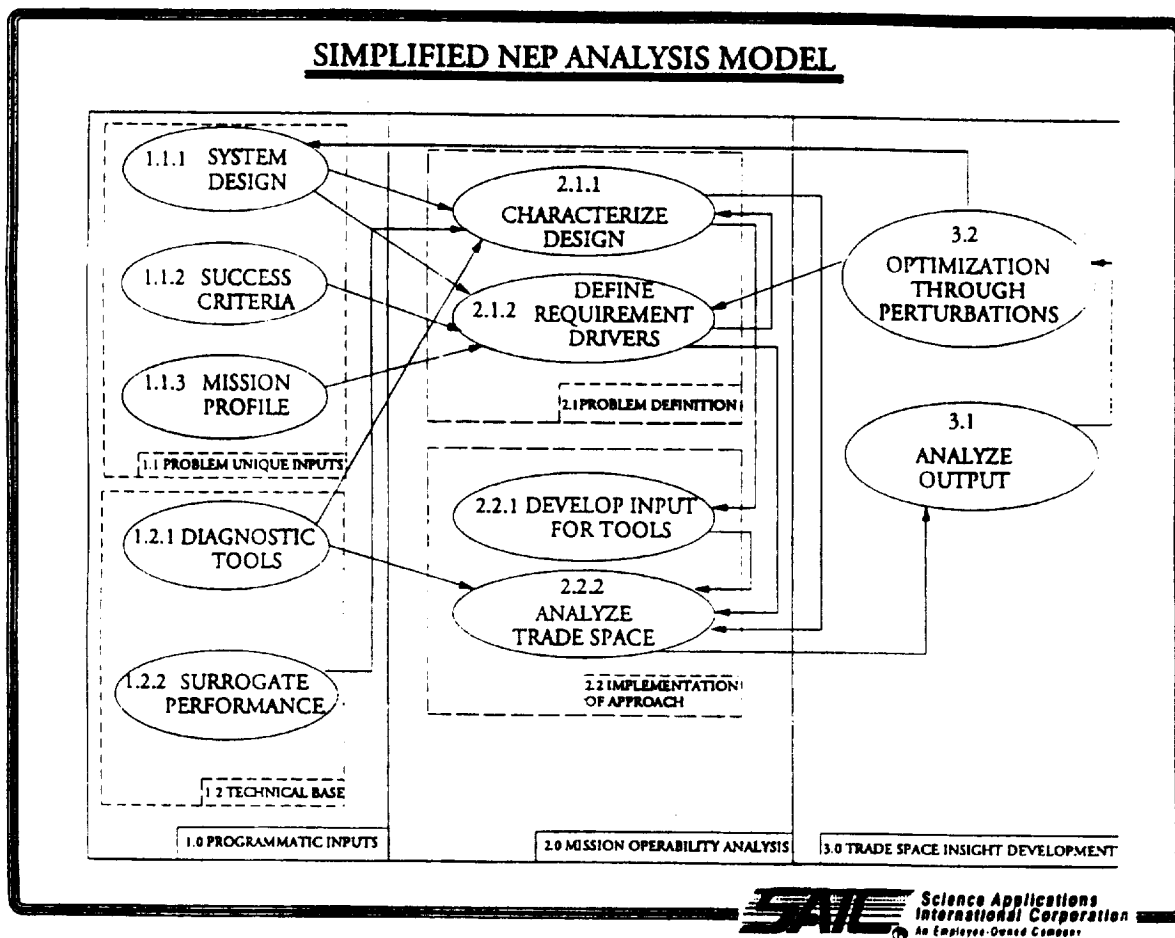 SIMPLIFIED NEP ANALYSIS MODEL
1.1.1 SYSTEM
DESIGN
1.1.2 SUCCESS
CRITERIA
1.1.3 MISSION
PROFILE
1.1 PROBLEM UNIQUE INPUTS
1.2.1 DIAGNOSTIC
TOOLS
1.2.2 SURROGATE
PERFORMANCE
1.2 TECHNICAL BASE
1.0 PROGRAMMATIC INPUTS
2.1.1
CHARACTERIZE
DESIGN
DEFINE
2.1.2 REQUIREMENT
DRIVERS
2.1 PROBLEM DEFINITION
2.2.1 DEVELOP INPUT
FOR TOOLS
2.2.2
ANALYZE
TRADE SPACE
2.2 IMPLEMENTATION
OF APPROACH
2.0 MISSION OPERABILITY ANALYSIS
3.2
OPTIMIZATION
THROUGH
PERTURBATIONS
3.1
ANALYZE
OUTPUT
3.0 TRADE SPACE INSIGHT DEVELOPMENT
SAIC
Science Applications
International Corporation
An Employee-Owned Company